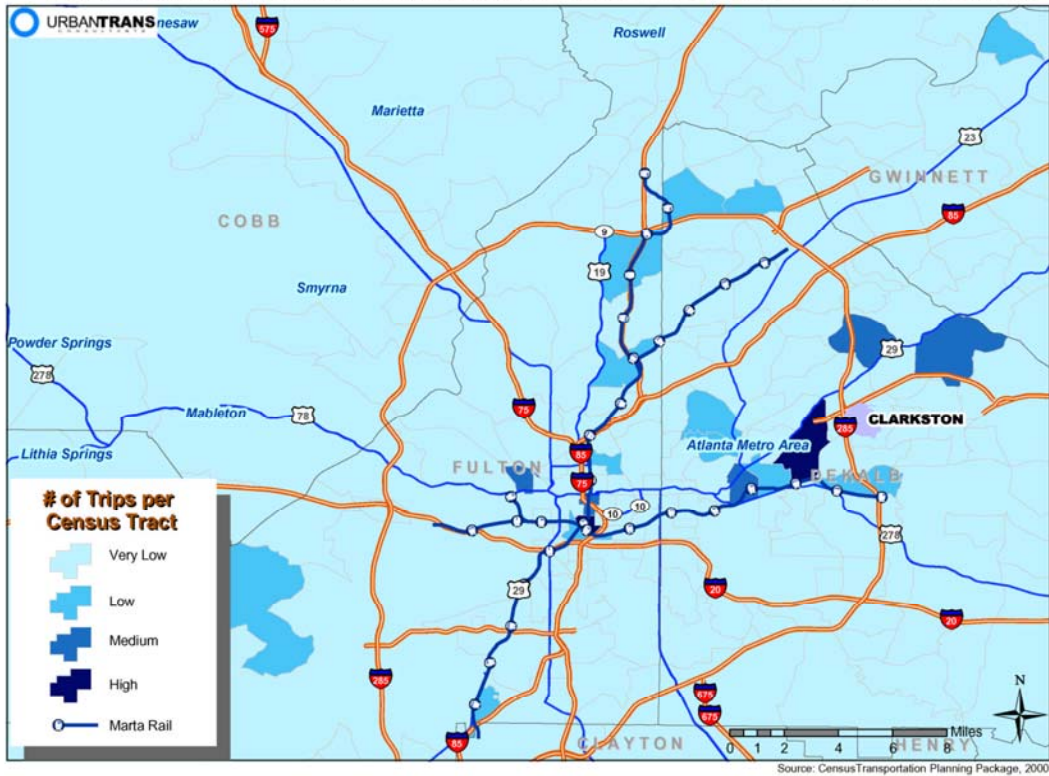 URBANTRANS
CONSULTANTS
nesaw
575
Roswell
Marietta
23
GWINNETT
COBB
85
9
19
Smyrna
Powder Springs
278
29
Mableton
78
75
285
CLARKSTON
Lithia Springs
85
Atlanta Metro Area
FULTON
DEKALB
75
10
10
278
# of Trips per
Census Tract
Very Low
Low
Medium
High
Marta Rail
29
20
20
285
675
675
N
85
CLAYTON
HENRY
Miles
0 1 2 4 6 8
Source: CensusTransportation Planning Package, 2000